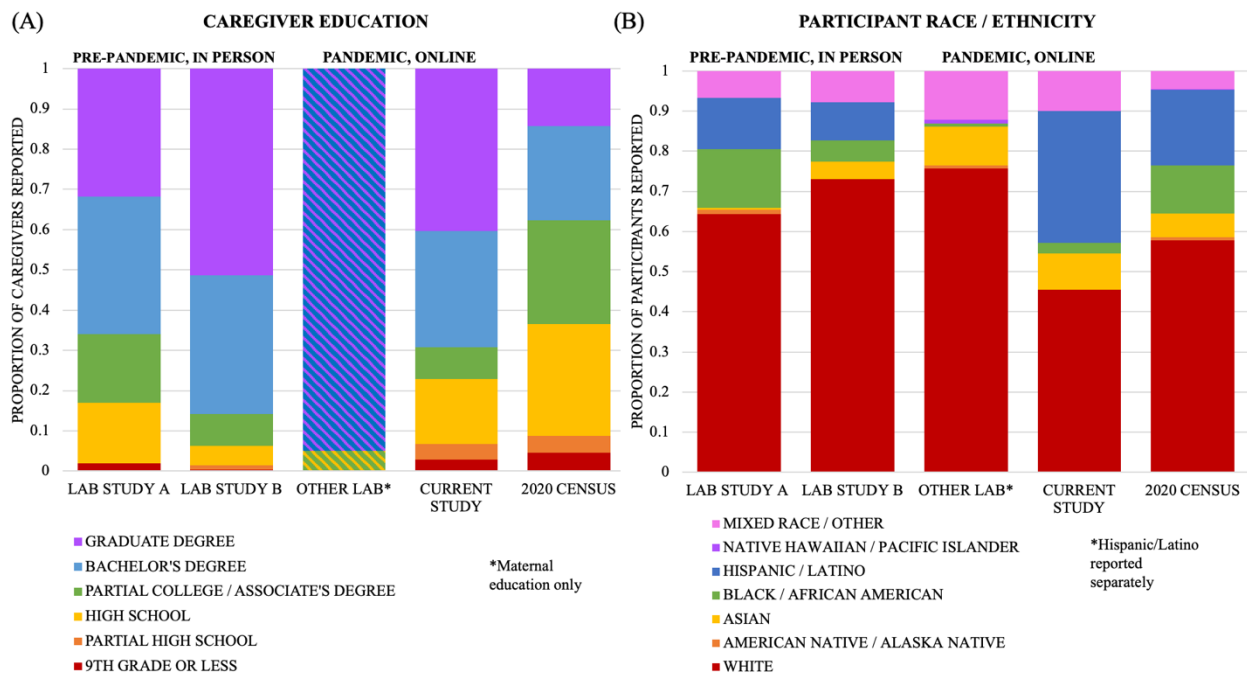 (A)
CAREGIVER EDUCATION
PRE-PANDEMIC, IN PERSON
PANDEMIC, ONLINE
PROPORTION OF CAREGIVERS REPORTED
1
0.9
0.8
0.7
0.6
0.5
0.4
0.3
0.2
0.1
0
LAB STUDY A
LAB STUDY B
OTHER LAB*
CURRENT
STUDY
2020 CENSUS
GRADUATE DEGREE
BACHELOR'S DEGREE
PARTIAL COLLEGE / ASSOCIATE'S DEGREE
HIGH SCHOOL
PARTIAL HIGH SCHOOL
9TH GRADE OR LESS
*Maternal
education only
(B)
PARTICIPANT RACE / ETHNICITY
PRE-PANDEMIC, IN PERSON
PANDEMIC, ONLINE
PROPORTION OF PARTICIPANTS REPORTED
1
0.9
0.8
0.7
0.6
0.5
0.4
0.3
0.2
0.1
0
LAB STUDY A
LAB STUDY B
OTHER LAB*
CURRENT
STUDY
2020 CENSUS
MIXED RACE / OTHER
NATIVE HAWAIIAN / PACIFIC ISLANDER
HISPANIC / LATINO
BLACK / AFRICAN AMERICAN
ASIAN
AMERICAN NATIVE / ALASKA NATIVE
WHITE
*Hispanic/Latino
reported
separately